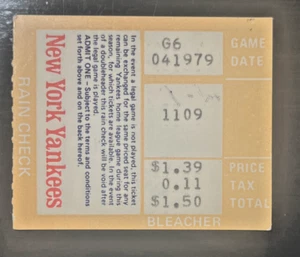 G6 GAME
041979 DATE
1109
$1.39 PRICE
0.11 TAX
$1.50 TOTAL
BLEACHER
In the event a legal game is not played, this ticket
can be exchanged for the same priced seat for any
remaining Yankees home league game during this
season, for which tickets are available. In the event
of a doubleheader this rain check will be void after
the legal game is played.
ADMIT ONE – Subject to the terms and conditions
set forth above and on the back hereof.
New York Yankees
RAIN CHECK